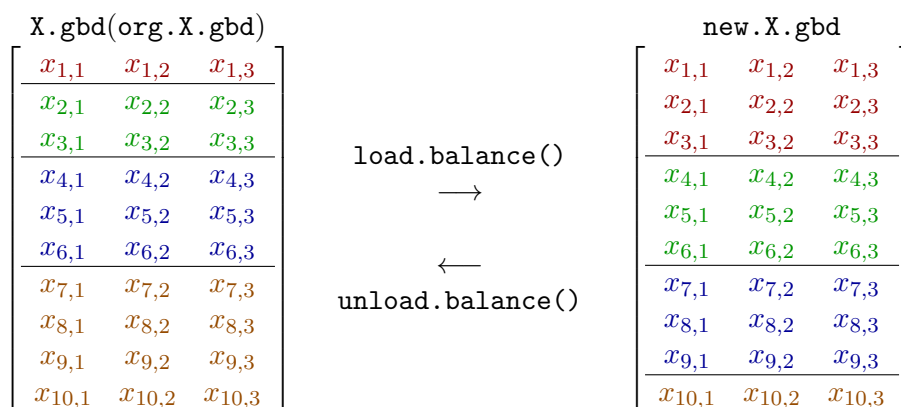 X.gbd(org.X.gbd)
x1,1 x1,2 x1,3
x2,1 x2,2 x2,3
x3,1 x3,2 x3,3
x4,1 x4,2 x4,3
x5,1 x5,2 x5,3
x6,1 x6,2 x6,3
x7,1 x7,2 x7,3
x8,1 x8,2 x8,3
x9,1 x9,2 x9,3
x10,1 x10,2 x10,3
load.balance()
⟶
⟵
unload.balance()
new.X.gbd
x1,1 x1,2 x1,3
x2,1 x2,2 x2,3
x3,1 x3,2 x3,3
x4,1 x4,2 x4,3
x5,1 x5,2 x5,3
x6,1 x6,2 x6,3
x7,1 x7,2 x7,3
x8,1 x8,2 x8,3
x9,1 x9,2 x9,3
x10,1 x10,2 x10,3